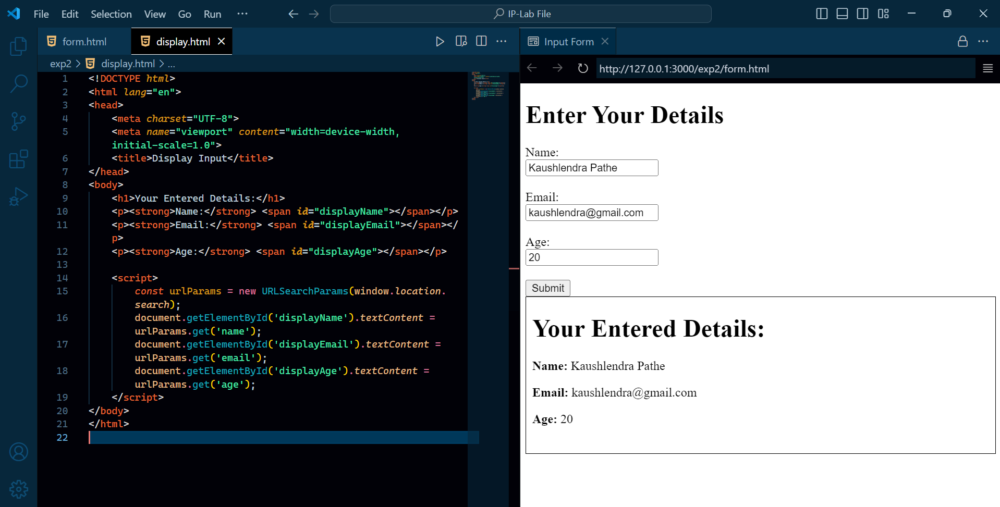 File Edit Selection View Go Run ···
IP-Lab File
form.html
display.html
exp2 > display.html > ...
1 <!DOCTYPE html>
2 <html lang="en">
3 <head>
4 <meta charset="UTF-8">
5 <meta name="viewport" content="width=device-width,
initial-scale=1.0">
6 <title>Display Input</title>
7 </head>
8 <body>
9 <h1>Your Entered Details:</h1>
10 <p><strong>Name:</strong> <span id="displayName"></span></p>
11 <p><strong>Email:</strong> <span id="displayEmail"></span></
p>
12 <p><strong>Age:</strong> <span id="displayAge"></span></p>
13
14 <script>
15 const urlParams = new URLSearchParams(window.location.
search);
16 document.getElementById('displayName').textContent =
urlParams.get('name');
17 document.getElementById('displayEmail').textContent =
urlParams.get('email');
18 document.getElementById('displayAge').textContent =
urlParams.get('age');
19 </script>
20 </body>
21 </html>
22
Input Form
http://127.0.0.1:3000/exp2/form.html
Enter Your Details
Name:
Kaushlendra Pathe
Email:
kaushlendra@gmail.com
Age:
20
Submit
Your Entered Details:
Name: Kaushlendra Pathe
Email: kaushlendra@gmail.com
Age: 20